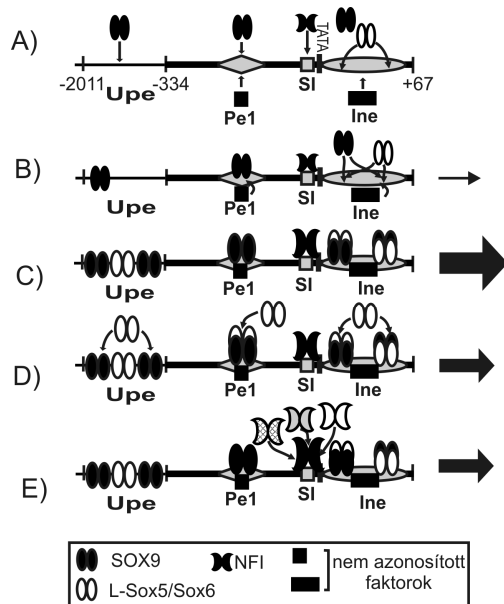 A)
TATA
-2011
-334
SI
+67
Upe
Pe1
Ine
B)
SI
Upe
Pe1
Ine
C)
Upe
Pe1
SI
Ine
D)
Upe
Pe1
SI
Ine
E)
Upe
Pe1
SI
Ine
SOX9
NFI
nem azonosított
L-Sox5/Sox6
faktorok